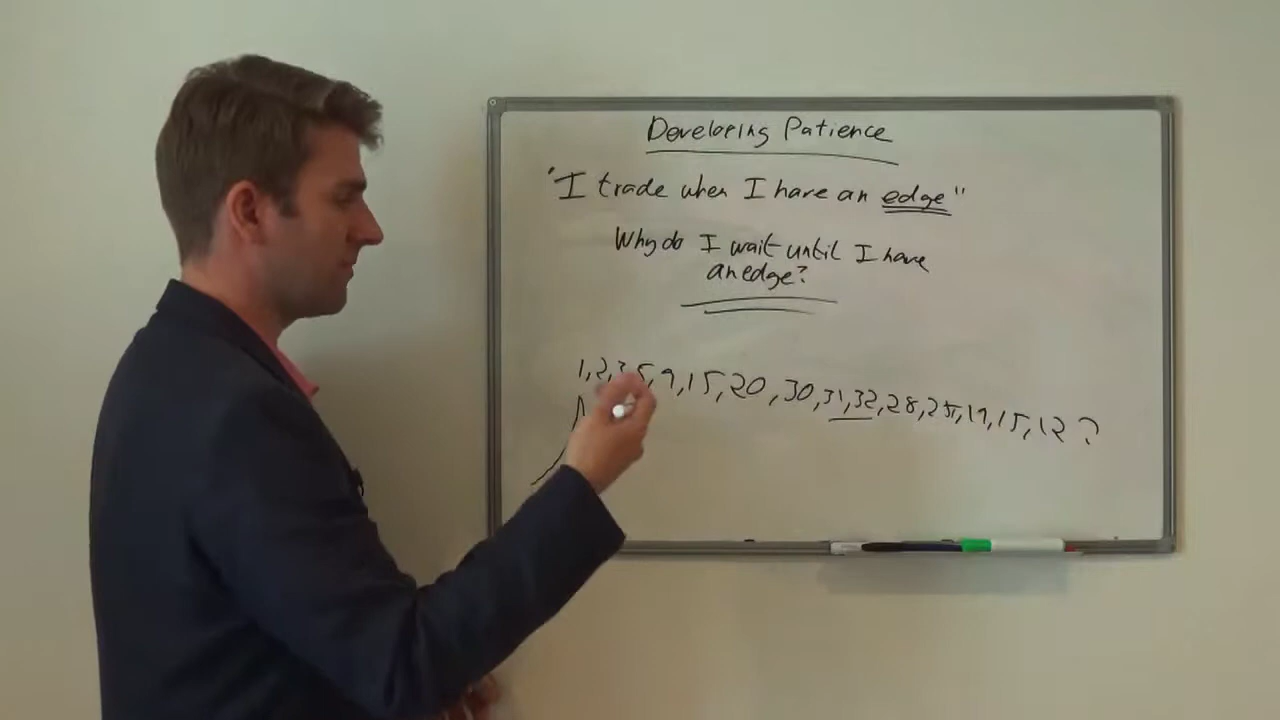 Developing Patience
"I trade when I have an edge"
Why do I wait until I have
an edge?
1,2,3,5,9,15,20,30,31,32,28,25,19,15,12?